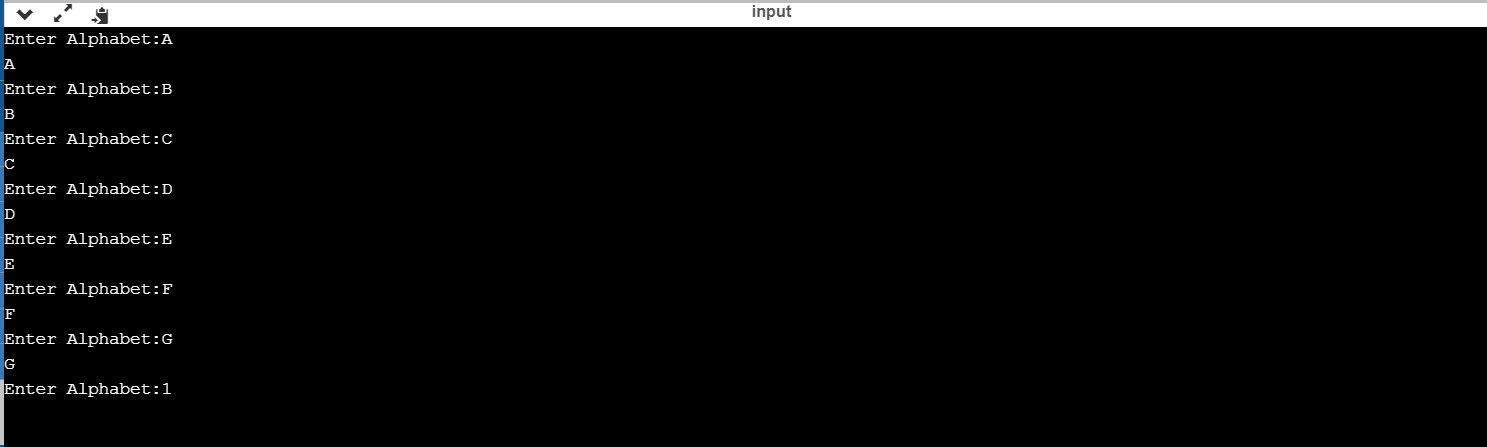 input
Enter Alphabet:A
A
Enter Alphabet:B
B
Enter Alphabet:C
C
Enter Alphabet:D
D
Enter Alphabet:E
E
Enter Alphabet:F
F
Enter Alphabet:G
G
Enter Alphabet:1